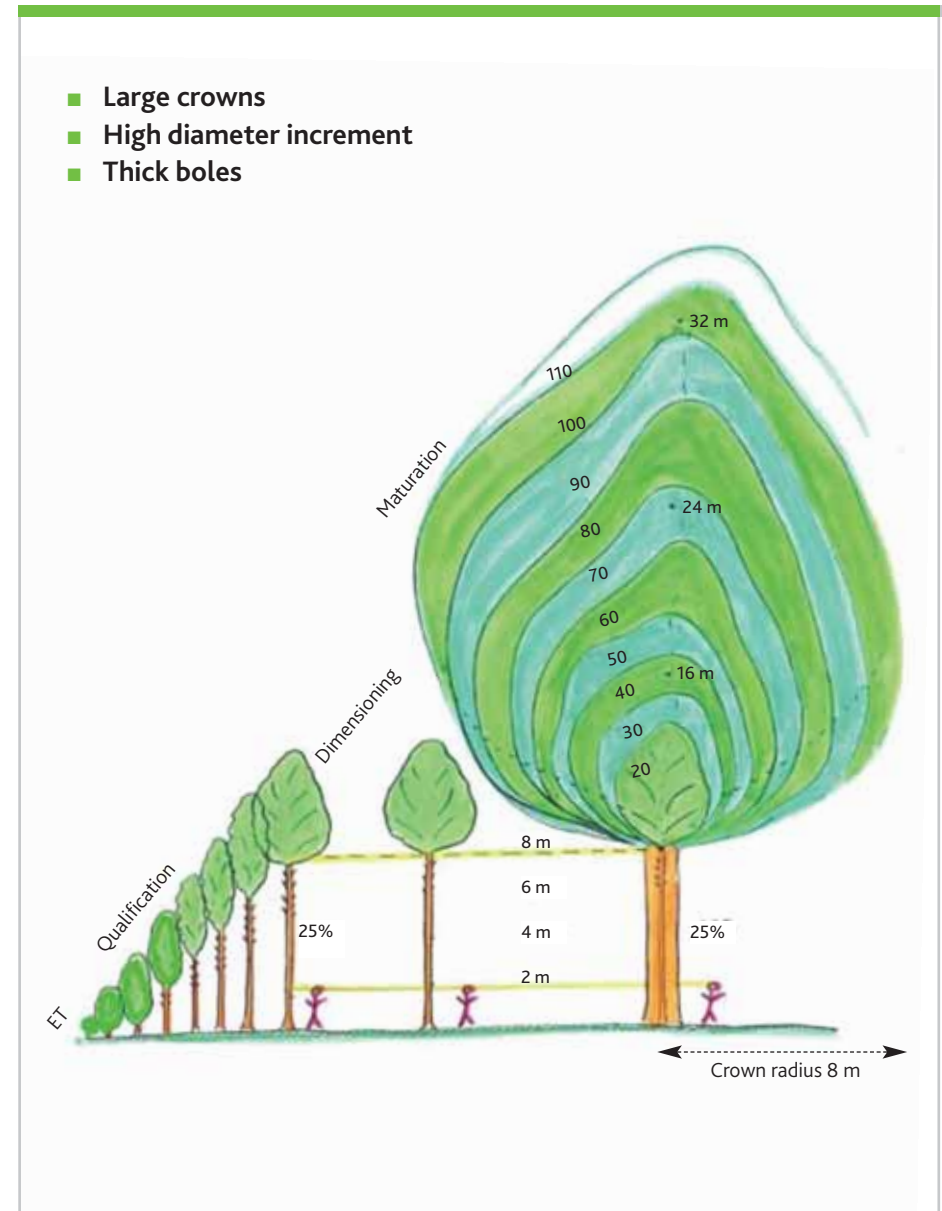 Large crowns
High diameter increment
Thick boles
32 m
110
100
Maturation
90
24 m
80
70
60
50
16 m
40
Dimensioning
30
20
8 m
6 m
Qualification
25%
4 m
25%
2 m
ET
Crown radius 8 m